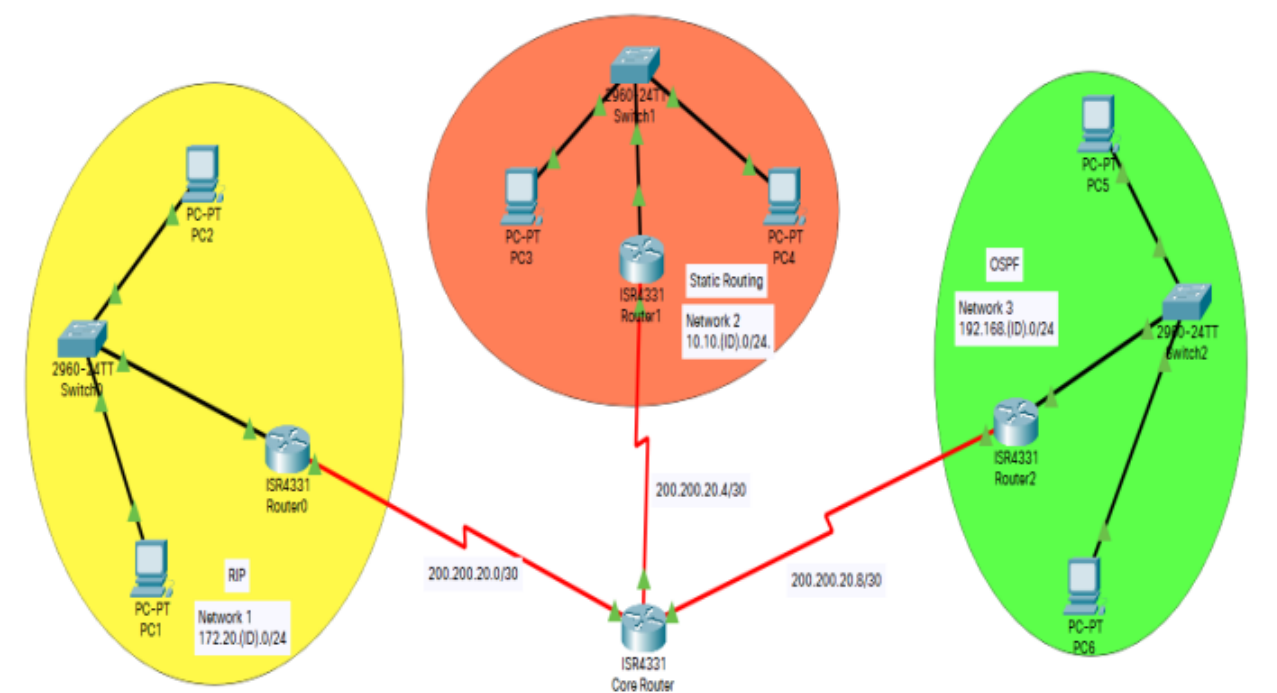 2960-24TT
Switch1
PC-PT
PC3
PC-PT
PC4
ISR4331
Router1
Static Routing
Network 2
10.10.(ID).0/24.
PC-PT
PC2
2960-24TT
Switch0
ISR4331
Router0
PC-PT
PC1
RIP
Network 1
172.20.(ID).0/24
PC-PT
PC5
OSPF
Network 3
192.168.(ID).0/24
2960-24TT
Switch2
ISR4331
Router2
PC-PT
PC6
200.200.20.0/30
200.200.20.4/30
200.200.20.8/30
ISR4331
Core Router